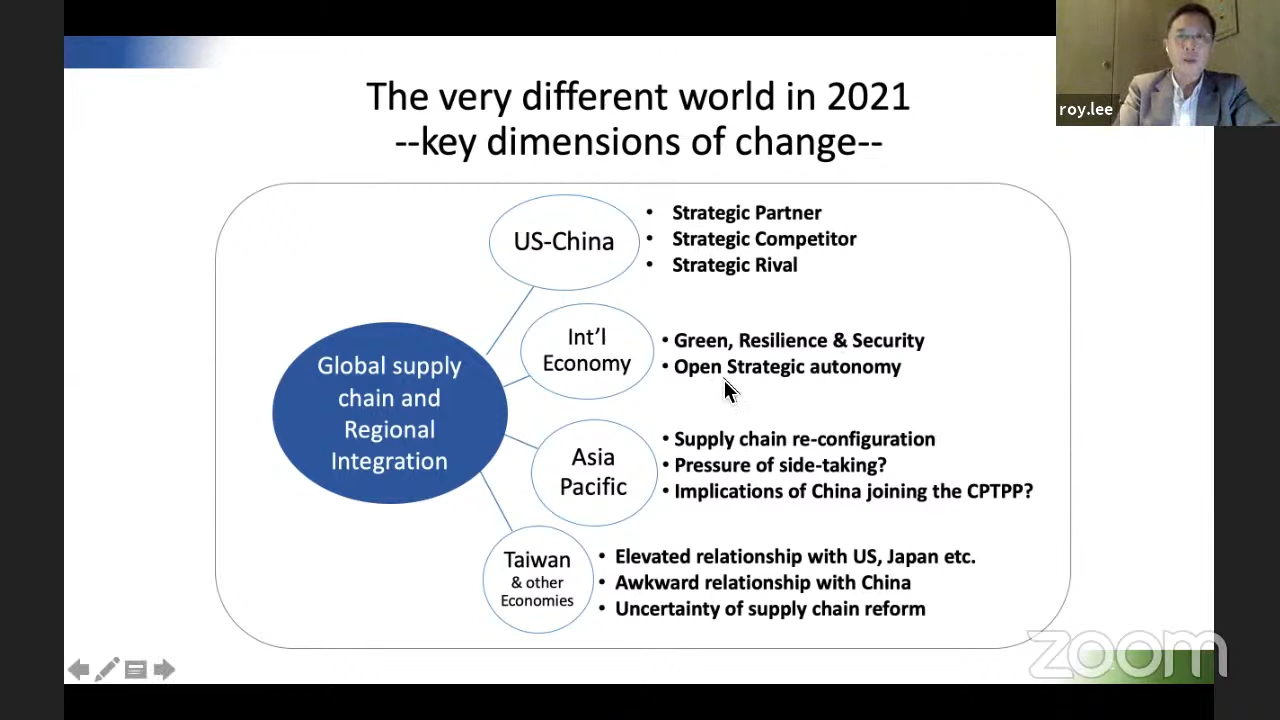 roy.lee
The very different world in 2021
--key dimensions of change--
Global supply
chain and
Regional
Integration
US-China
• Strategic Partner
• Strategic Competitor
• Strategic Rival
Int'l
Economy
• Green, Resilience & Security
• Open Strategic autonomy
Asia
Pacific
• Supply chain re-configuration
• Pressure of side-taking?
• Implications of China joining the CPTPP?
Taiwan
& other
Economies
• Elevated relationship with US, Japan etc.
• Awkward relationship with China
• Uncertainty of supply chain reform
zoom